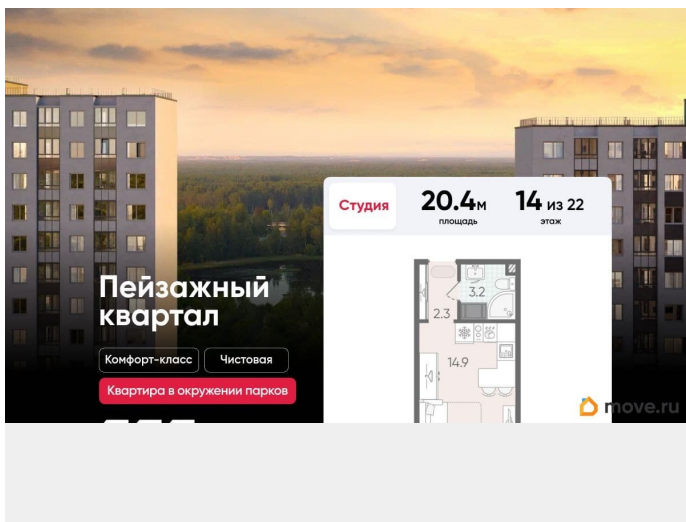 Студия
20.4м
площадь
14 из 22
этаж
Пейзажный
квартал
Комфорт-класс
Чистовая
Квартира в окружении парков
3.2
2.3
14.9
move.ru